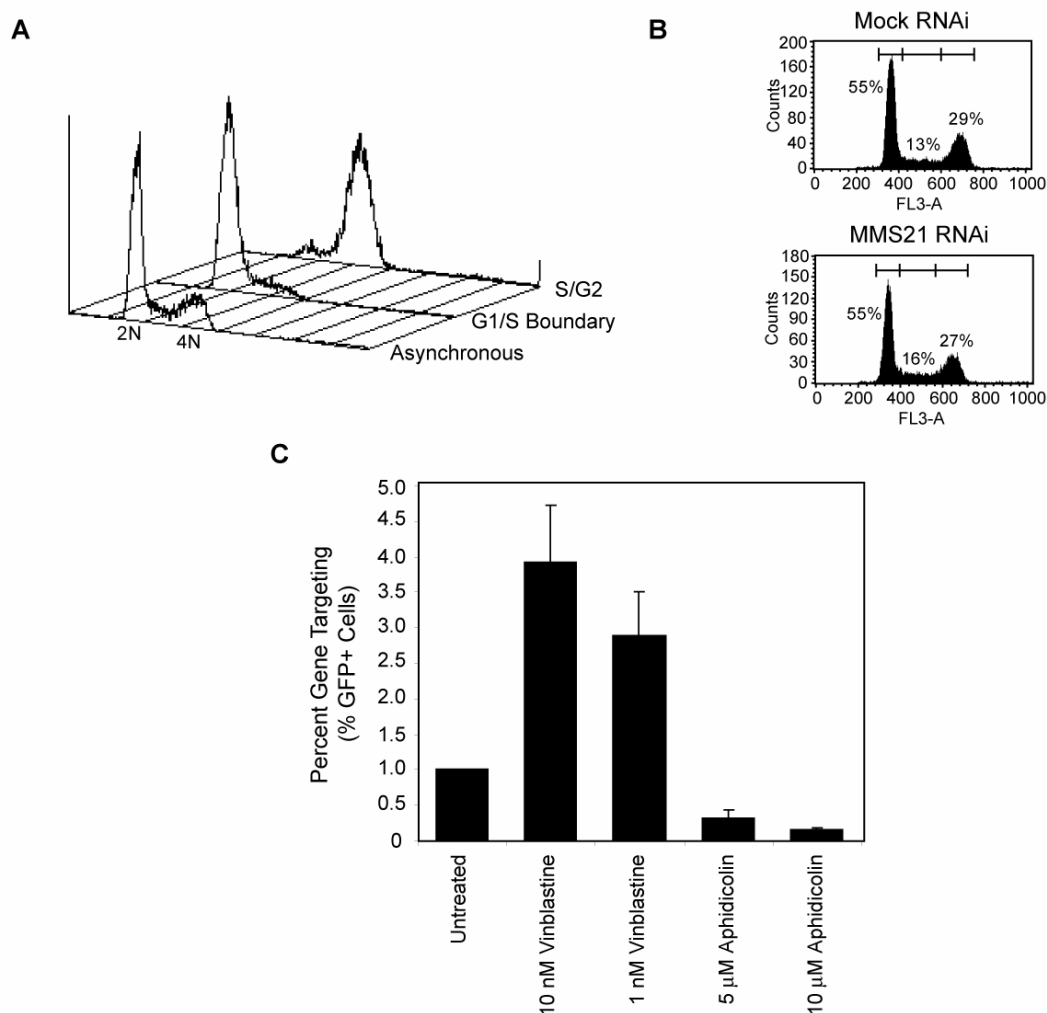 A
2N
4N
S/G2
G1/S Boundary
Asynchronous
B
Mock RNAi
Counts
200
160
120
80
40
0
55%
13%
29%
0 200 400 600 800 1000
FL3-A
MMS21 RNAi
Counts
180
150
120
90
60
30
0
55%
16%
27%
0 200 400 600 800 1000
FL3-A
C
Percent Gene Targeting
(% GFP+ Cells)
5.0
4.5
4.0
3.5
3.0
2.5
2.0
1.5
1.0
0.5
0
Untreated
10 nM Vinblastine
1 nM Vinblastine
5 µM Aphidicolin
10 µM Aphidicolin